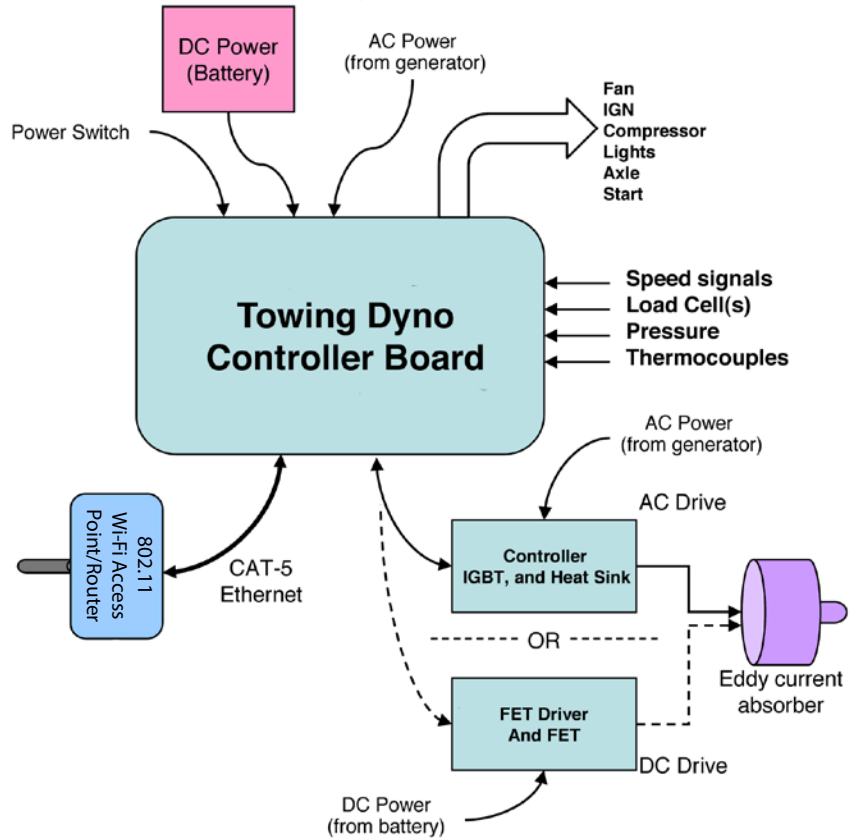 DC Power
(Battery)
AC Power
(from generator)
Power Switch
Fan
IGN
Compressor
Lights
Axle
Start
Towing Dyno
Controller Board
Speed signals
Load Cell(s)
Pressure
Thermocouples
AC Power
(from generator)
AC Drive
802.11
Wi-Fi Access
Point/Router
CAT-5
Ethernet
Controller
IGBT, and Heat Sink
OR
Eddy current
absorber
FET Driver
And FET
DC Drive
DC Power
(from battery)